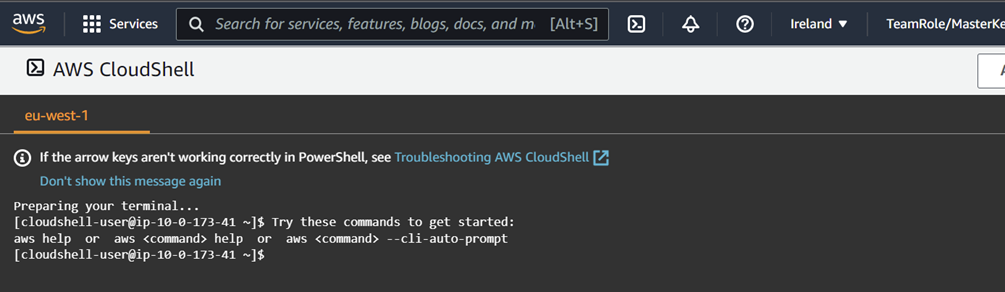 aws Services Search for services, features, blogs, docs, and m [Alt+S] Ireland ▼ TeamRole/MasterKe
AWS CloudShell A
eu-west-1
If the arrow keys aren't working correctly in PowerShell, see Troubleshooting AWS CloudShell
Don't show this message again
Preparing your terminal...
[cloudshell-user@ip-10-0-173-41 ~]$ Try these commands to get started:
aws help  or  aws <command> help  or  aws <command> --cli-auto-prompt
[cloudshell-user@ip-10-0-173-41 ~]$